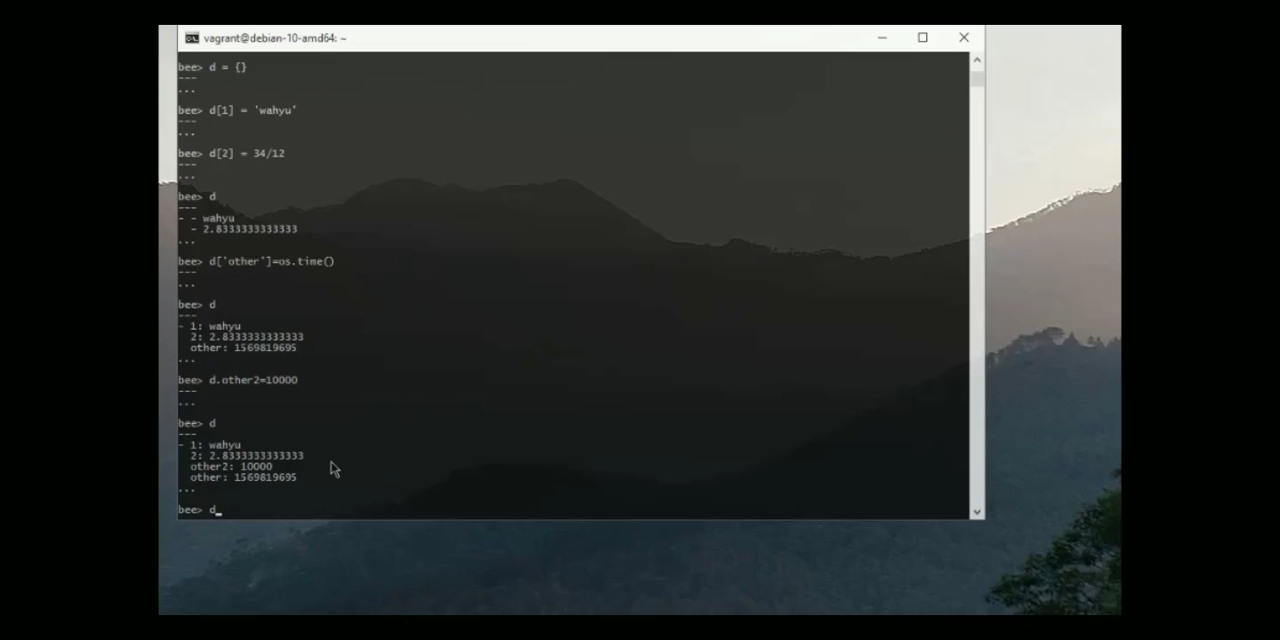 vagrant@debian-10-amd64: ~
bee> d = {}
---
...
bee> d[1] = 'wahyu'
---
...
bee> d[2] = 34/12
---
...
bee> d
---
- - wahyu
  - 2.8333333333333
...
bee> d['other']=os.time()
---
...
bee> d
---
- 1: wahyu
  2: 2.8333333333333
  other: 1569819695
...
bee> d.other2=10000
---
...
bee> d
---
- 1: wahyu
  2: 2.8333333333333
  other2: 10000
  other: 1569819695
...
bee> d_